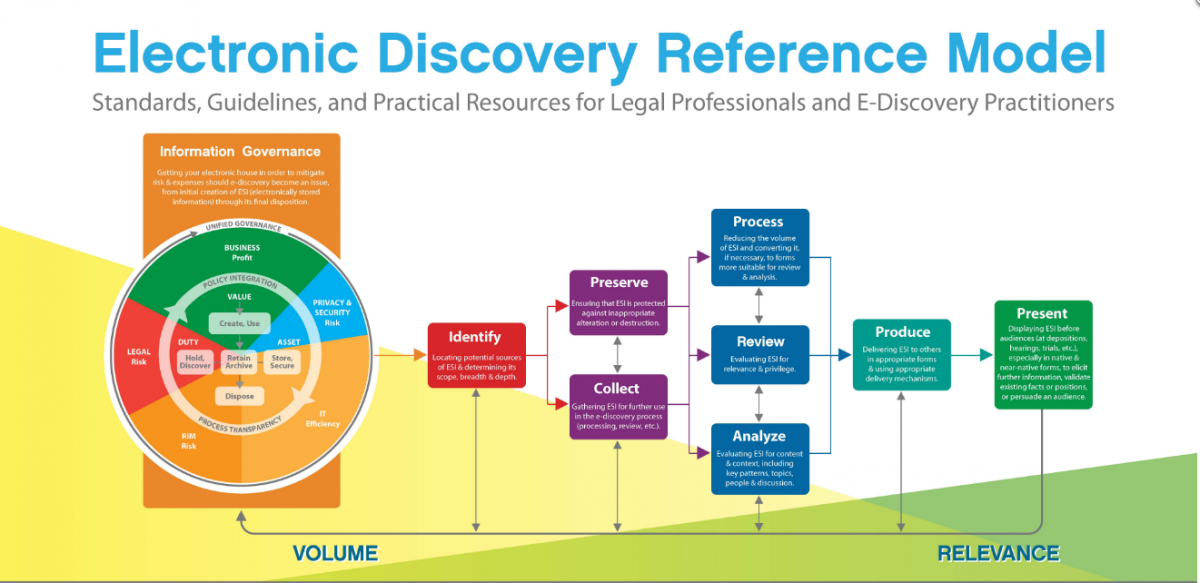 Electronic Discovery Reference Model
Standards, Guidelines, and Practical Resources for Legal Professionals and E-Discovery Practitioners
Information Governance
Getting your electronic house in order to mitigate
risk & expenses should e-discovery become an issue,
from initial creation of ESI (electronically stored
information) through its final disposition.
UNIFIED GOVERNANCE
BUSINESS
Profit
POLICY INTEGRATION
VALUE
Create, Use
PRIVACY &
SECURITY
Risk
DUTY
ASSET
LEGAL
Risk
Hold,
Discover
Retain
Archive
Store,
Secure
Dispose
PROCESS TRANSPARENCY
RIM
Risk
IT
Efficiency
Identify
Locating potential sources
of ESI & determining its
scope, breadth & depth.
Preserve
Ensuring that ESI is protected
against inappropriate
alteration or destruction.
Collect
Gathering ESI for further use
in the e-discovery process
(processing, review, etc.).
Process
Reducing the volume
of ESI and converting it,
if necessary, to forms
more suitable for review
& analysis.
Review
Evaluating ESI for
relevance & privilege.
Analyze
Evaluating ESI for content
& context, including
key patterns, topics,
people & discussion.
Produce
Delivering ESI to others
in appropriate forms
& using appropriate
delivery mechanisms.
Present
Displaying ESI before
audiences (at depositions,
hearings, trials, etc.),
especially in native &
near-native forms, to elicit
further information, validate
existing facts or positions,
or persuade an audience.
VOLUME
RELEVANCE